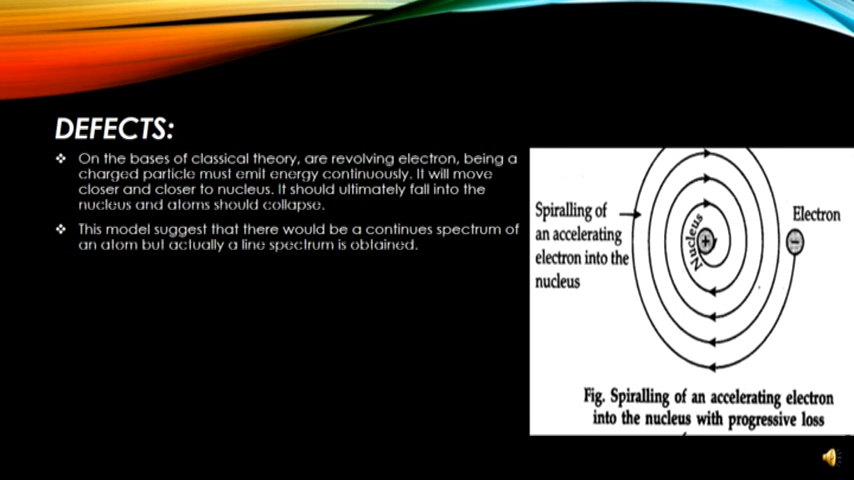 DEFECTS:
❖ On the bases of classical theory, are revolving electron, being a
charged particle must emit energy continuously. It will move
closer and closer to nucleus. It should ultimately fall into the
nucleus and atoms should collapse.
❖ This model suggest that there would be a continues spectrum of
an atom but actually a line spectrum is obtained.
Spiralling of
an accelerating
electron into the
nucleus
Nucleus
+
Electron
−
Fig. Spiralling of an accelerating electron
into the nucleus with progressive loss